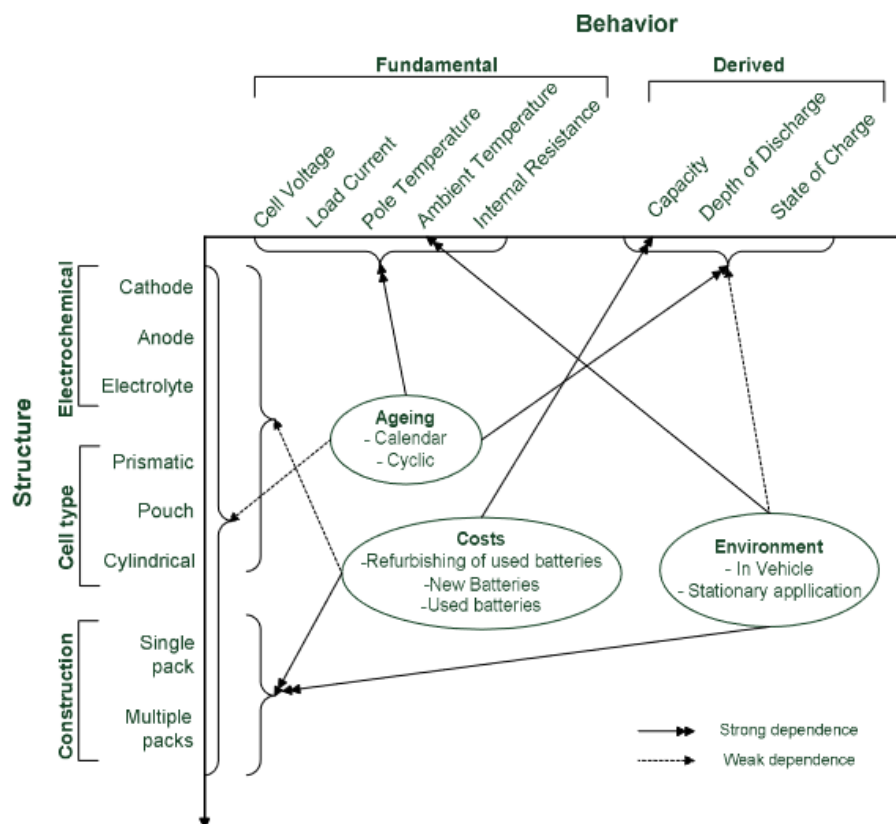 Behavior
Fundamental
Derived
Cell Voltage
Load Current
Pole Temperature
Ambient Temperature
Internal Resistance
Capacity
Depth of Discharge
State of Charge
Structure
Electrochemical
Cathode
Anode
Electrolyte
Cell type
Prismatic
Pouch
Cylindrical
Construction
Single
pack
Multiple
packs
Ageing
- Calendar
- Cyclic
Costs
-Refurbishing of used batteries
-New Batteries
-Used batteries
Environment
- In Vehicle
- Stationary appllication
Strong dependence
Weak dependence